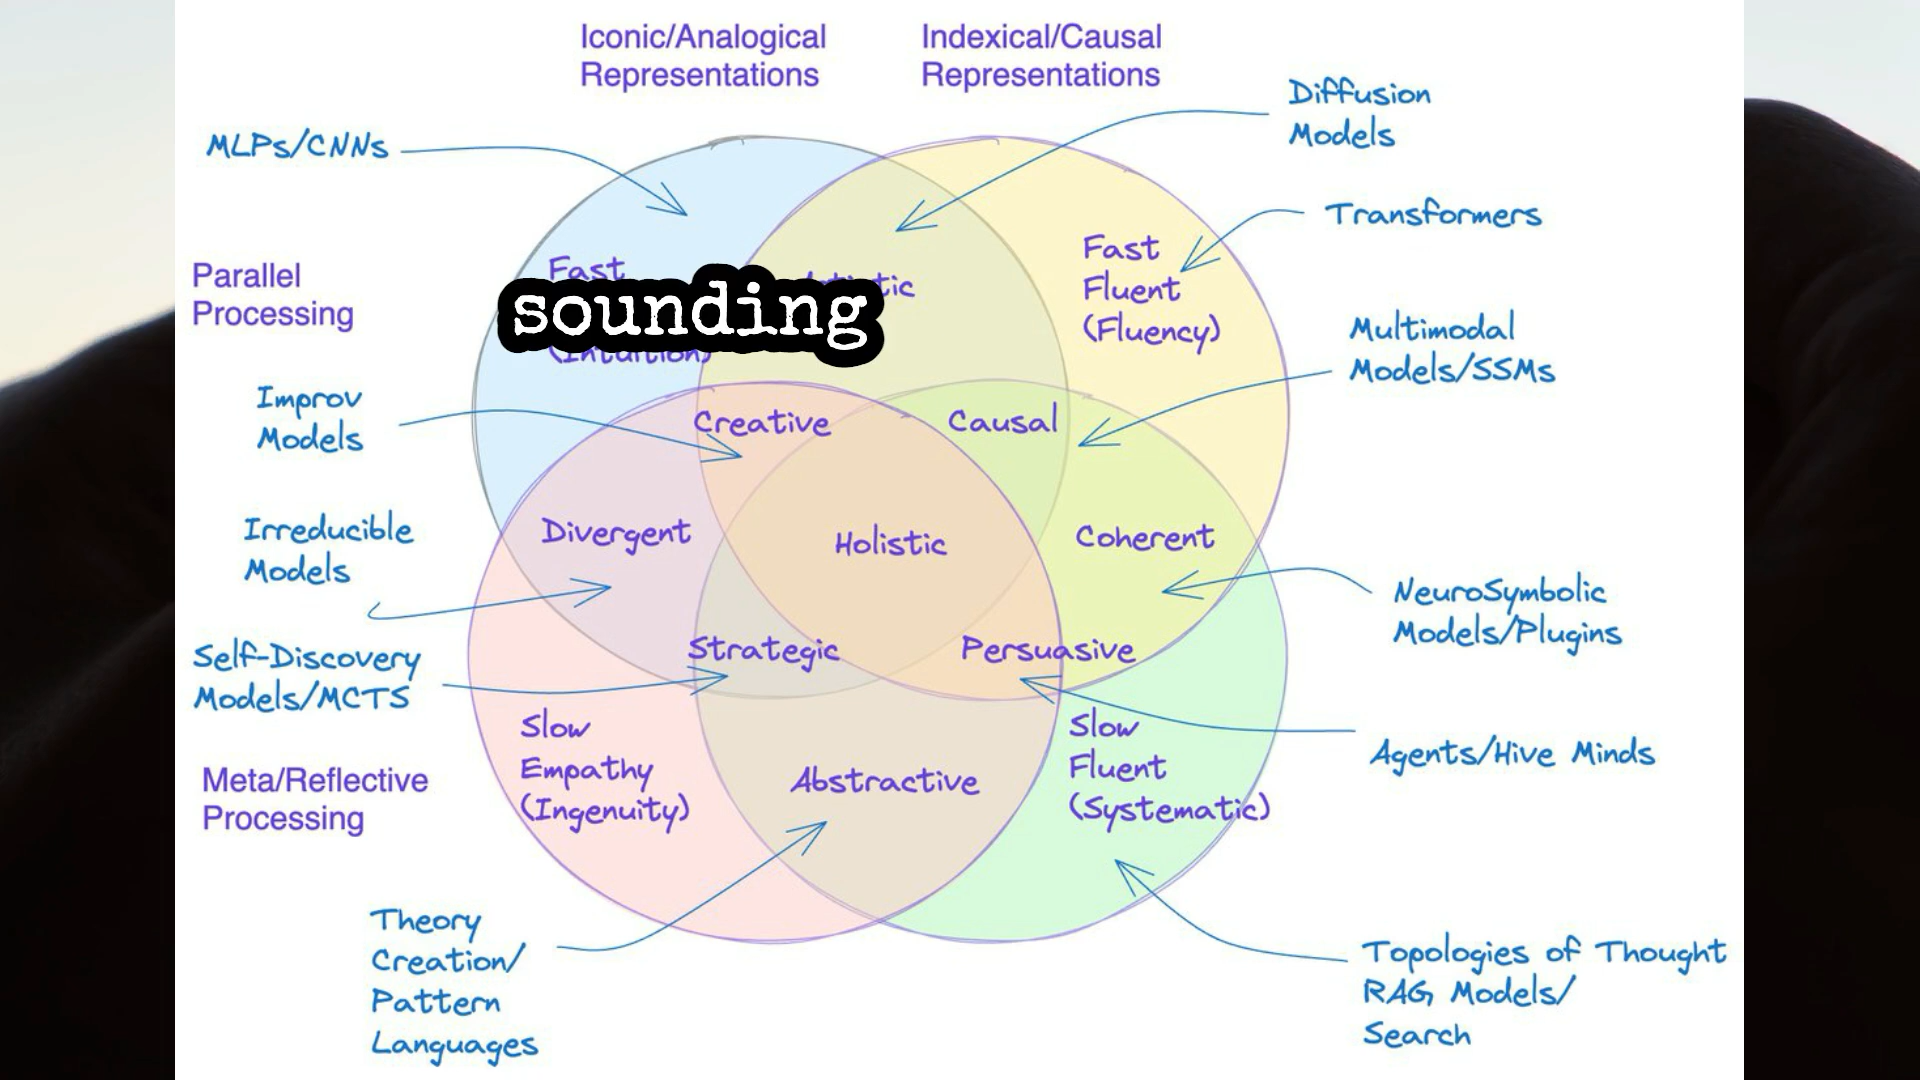 Iconic/Analogical
Representations
Indexical/Causal
Representations
Diffusion
Models
MLPs/CNNs
Transformers
Parallel
Processing
Fast
sounding
(Intuition)
Fast
Fluent
(Fluency)
Multimodal
Models/SSMs
Improv
Models
Creative
Causal
Irreducible
Models
Divergent
Holistic
Coherent
NeuroSymbolic
Models/Plugins
Self-Discovery
Models/MCTS
Strategic
Persuasive
Slow
Empathy
(Ingenuity)
Abstractive
Slow
Fluent
(Systematic)
Agents/Hive Minds
Meta/Reflective
Processing
Theory
Creation/
Pattern
Languages
Topologies of Thought
RAG Models/
Search